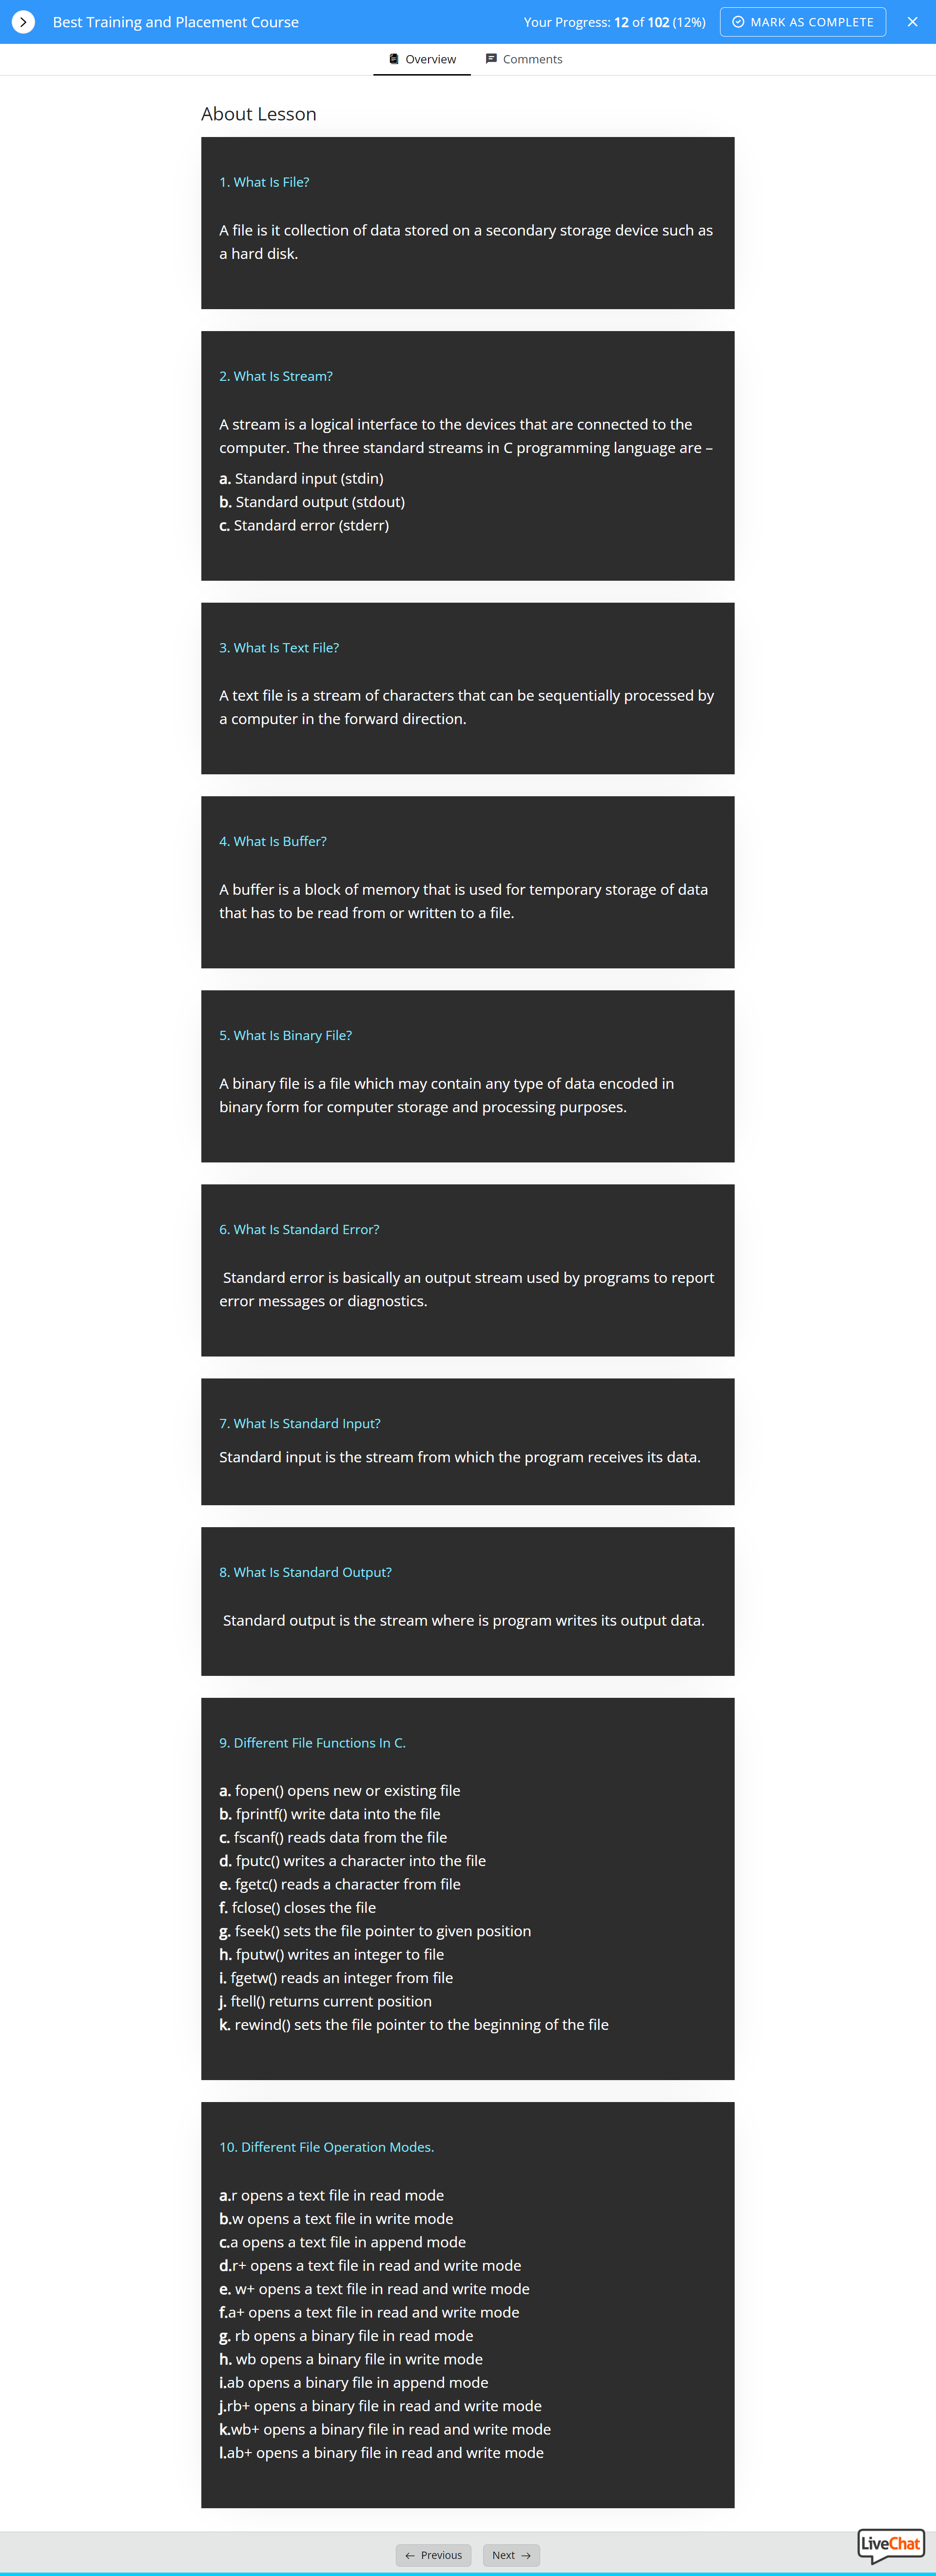 Best Training and Placement Course
Your Progress: 12 of 102 (12%)
MARK AS COMPLETE
Overview
Comments
About Lesson
1. What Is File?
A file is it collection of data stored on a secondary storage device such as
a hard disk.
2. What Is Stream?
A stream is a logical interface to the devices that are connected to the
computer. The three standard streams in C programming language are –
a. Standard input (stdin)
b. Standard output (stdout)
c. Standard error (stderr)
3. What Is Text File?
A text file is a stream of characters that can be sequentially processed by
a computer in the forward direction.
4. What Is Buffer?
A buffer is a block of memory that is used for temporary storage of data
that has to be read from or written to a file.
5. What Is Binary File?
A binary file is a file which may contain any type of data encoded in
binary form for computer storage and processing purposes.
6. What Is Standard Error?
Standard error is basically an output stream used by programs to report
error messages or diagnostics.
7. What Is Standard Input?
Standard input is the stream from which the program receives its data.
8. What Is Standard Output?
Standard output is the stream where is program writes its output data.
9. Different File Functions In C.
a. fopen() opens new or existing file
b. fprintf() write data into the file
c. fscanf() reads data from the file
d. fputc() writes a character into the file
e. fgetc() reads a character from file
f. fclose() closes the file
g. fseek() sets the file pointer to given position
h. fputw() writes an integer to file
i. fgetw() reads an integer from file
j. ftell() returns current position
k. rewind() sets the file pointer to the beginning of the file
10. Different File Operation Modes.
a.r opens a text file in read mode
b.w opens a text file in write mode
c.a opens a text file in append mode
d.r+ opens a text file in read and write mode
e. w+ opens a text file in read and write mode
f.a+ opens a text file in read and write mode
g. rb opens a binary file in read mode
h. wb opens a binary file in write mode
i.ab opens a binary file in append mode
j.rb+ opens a binary file in read and write mode
k.wb+ opens a binary file in read and write mode
l.ab+ opens a binary file in read and write mode
Previous
Next
LiveChat